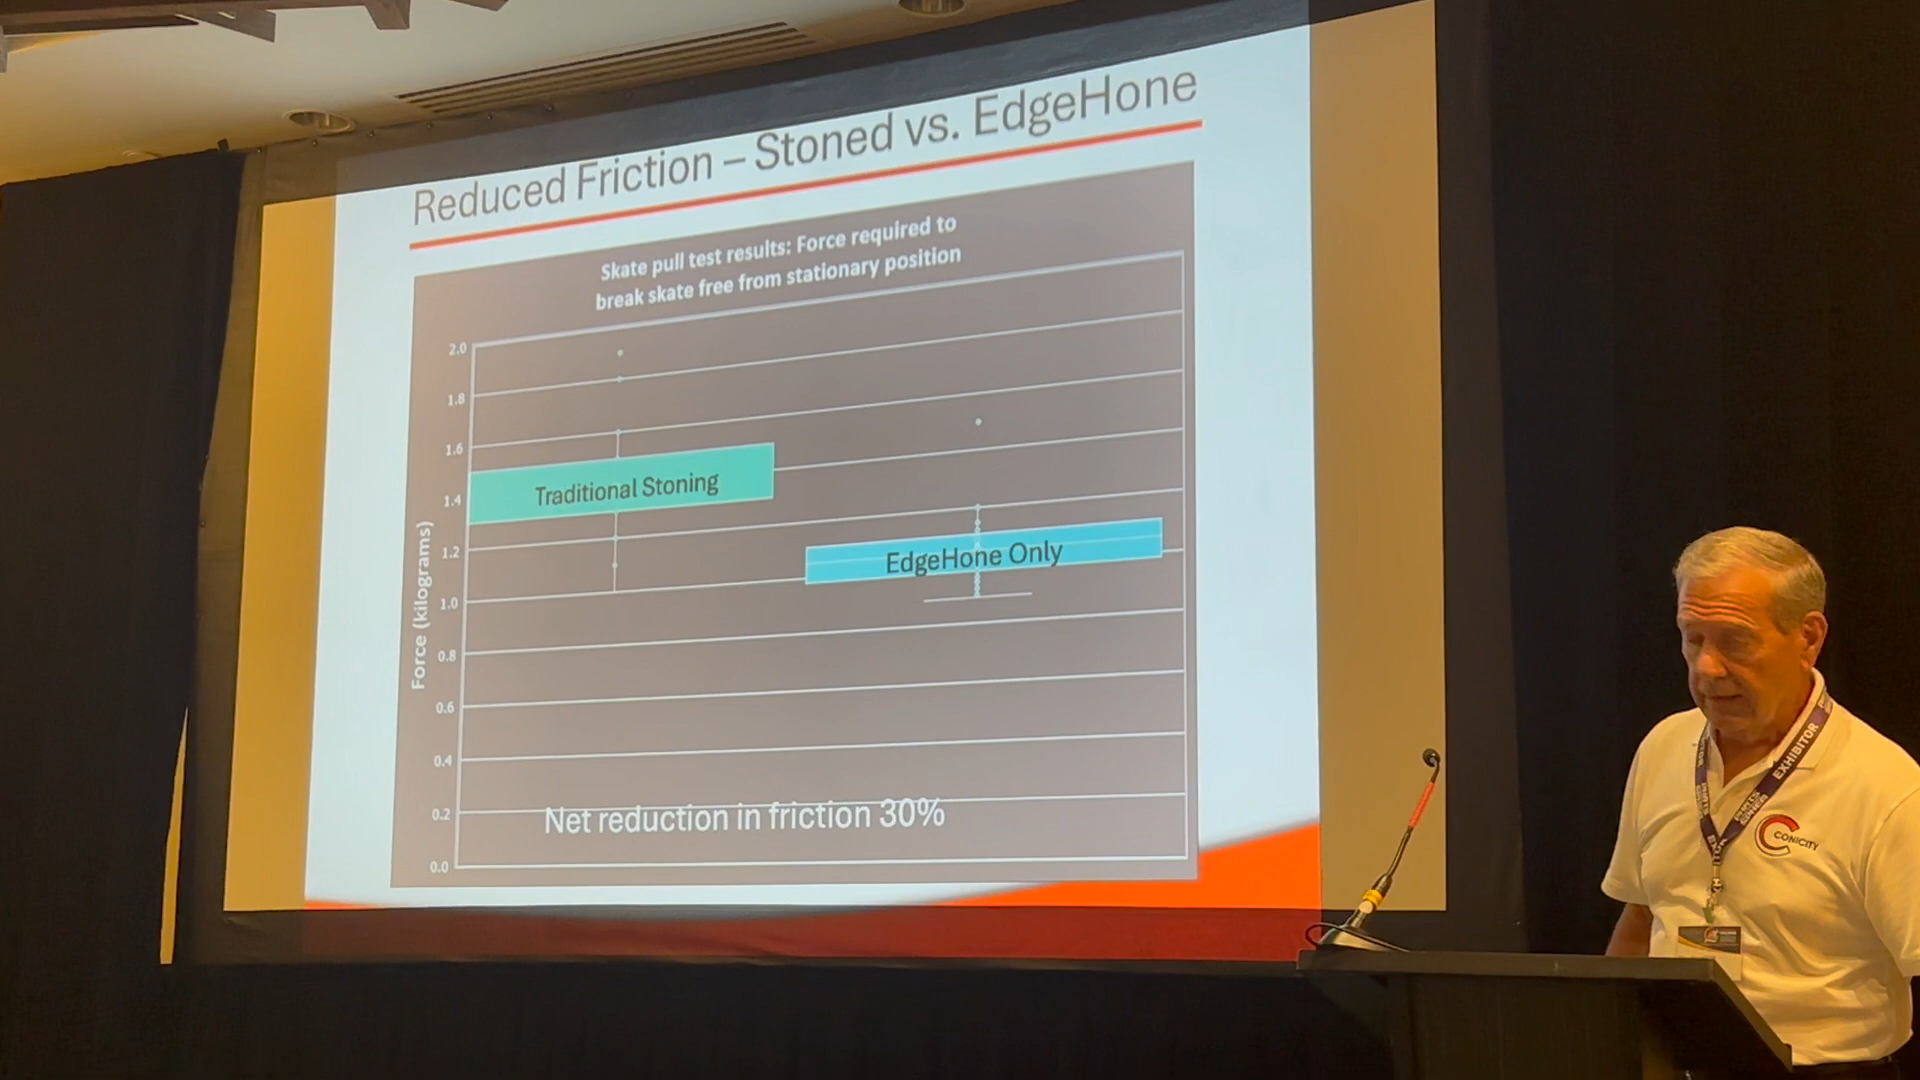 Reduced Friction – Stoned vs. EdgeHone
Skate pull test results: Force required to
break skate free from stationary position
Force (kilograms)
2.0
1.8
1.6
1.4
1.2
1.0
0.8
0.6
0.4
0.2
0.0
Traditional Stoning
EdgeHone Only
Net reduction in friction 30%
EXHIBITOR
CONICITY